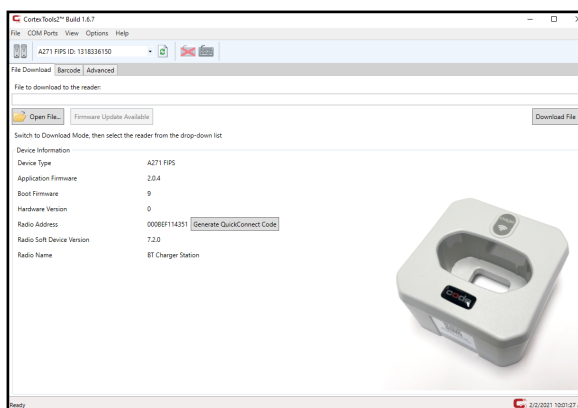 CortexTools2™ Build 1.6.7
File COM Ports View Options Help
A271 FIPS ID: 1318336150
File Download Barcode Advanced
File to download to the reader:
Open File... Firmware Update Available Download File
Switch to Download Mode, then select the reader from the drop-down list
Device Information
Device Type A271 FIPS
Application Firmware 2.0.4
Boot Firmware 9
Hardware Version 0
Radio Address 000BEF114351 Generate QuickConnect Code
Radio Soft Device Version 7.2.0
Radio Name BT Charger Station
code
Ready 2/2/2021 10:01:27